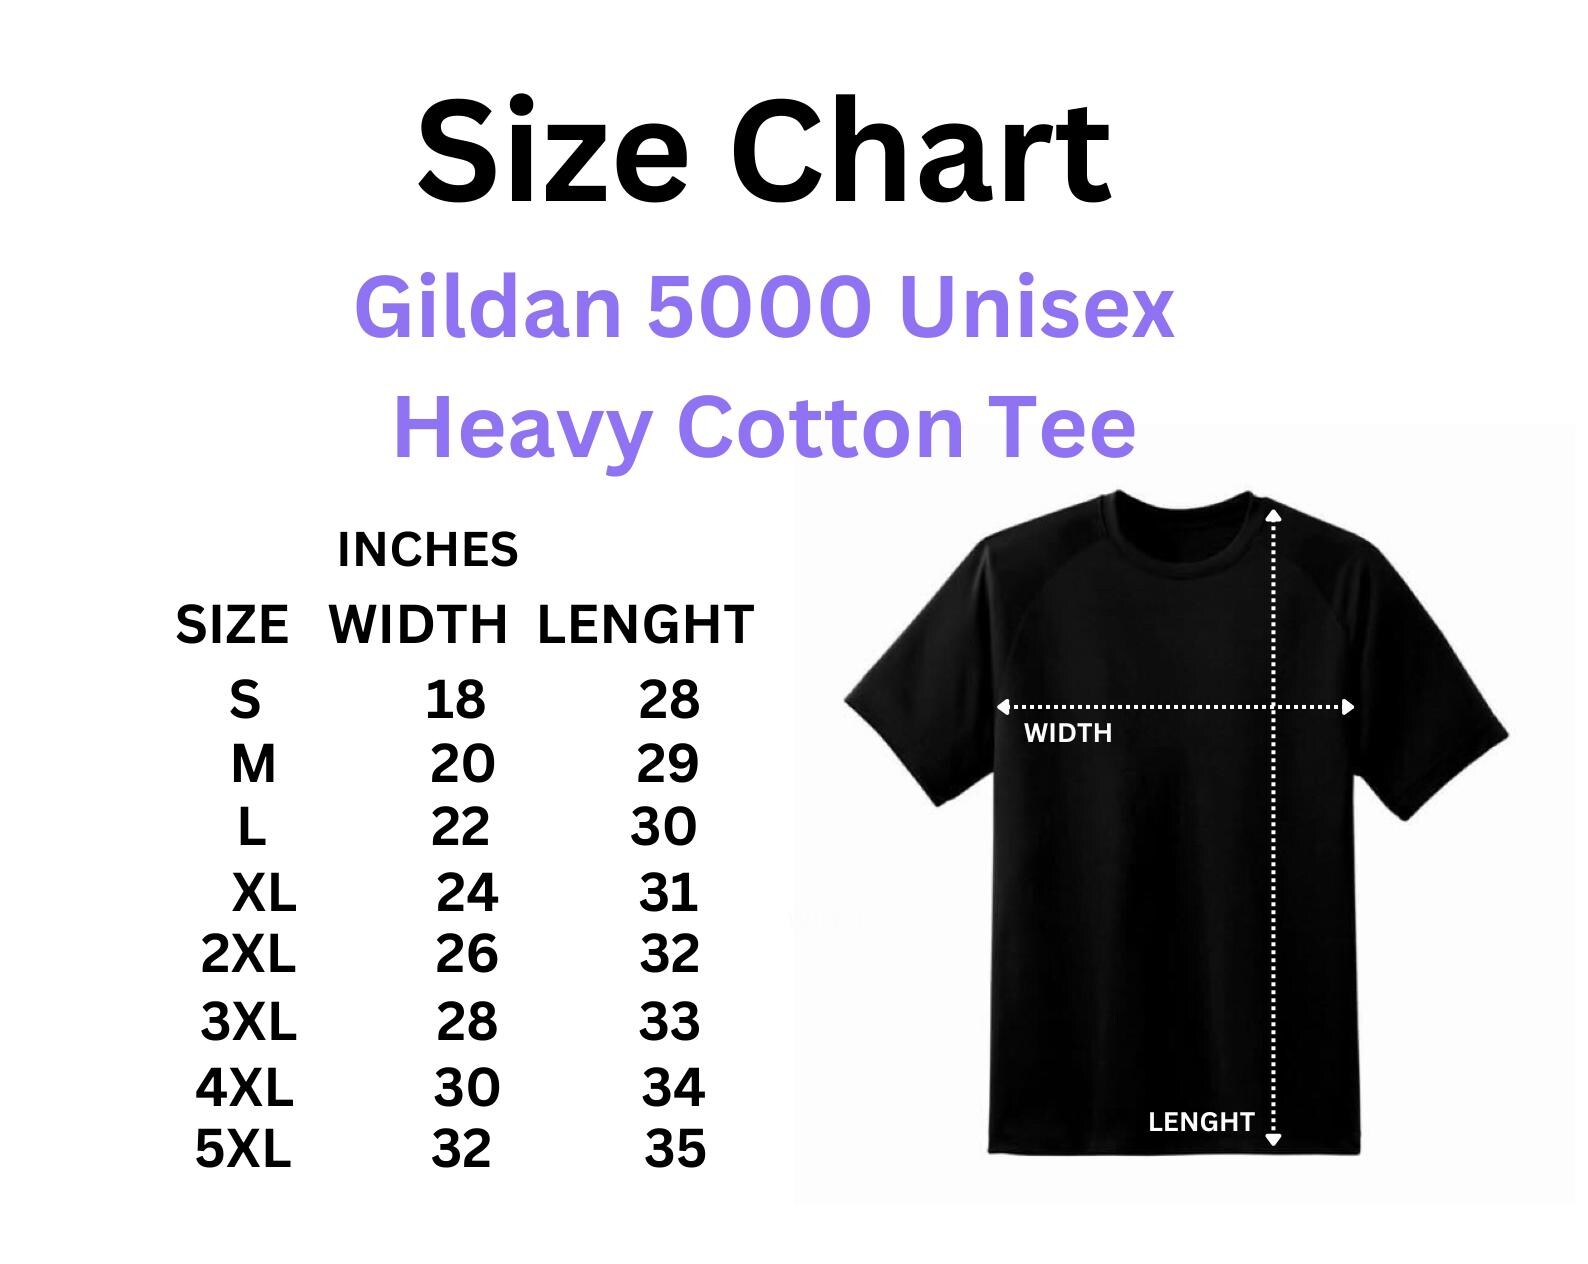 Size Chart
Gildan 5000 Unisex
Heavy Cotton Tee
INCHES
SIZE WIDTH LENGHT
S 18 28
M 20 29
L 22 30
XL 24 31
2XL 26 32
3XL 28 33
4XL 30 34
5XL 32 35
WIDTH
LENGHT